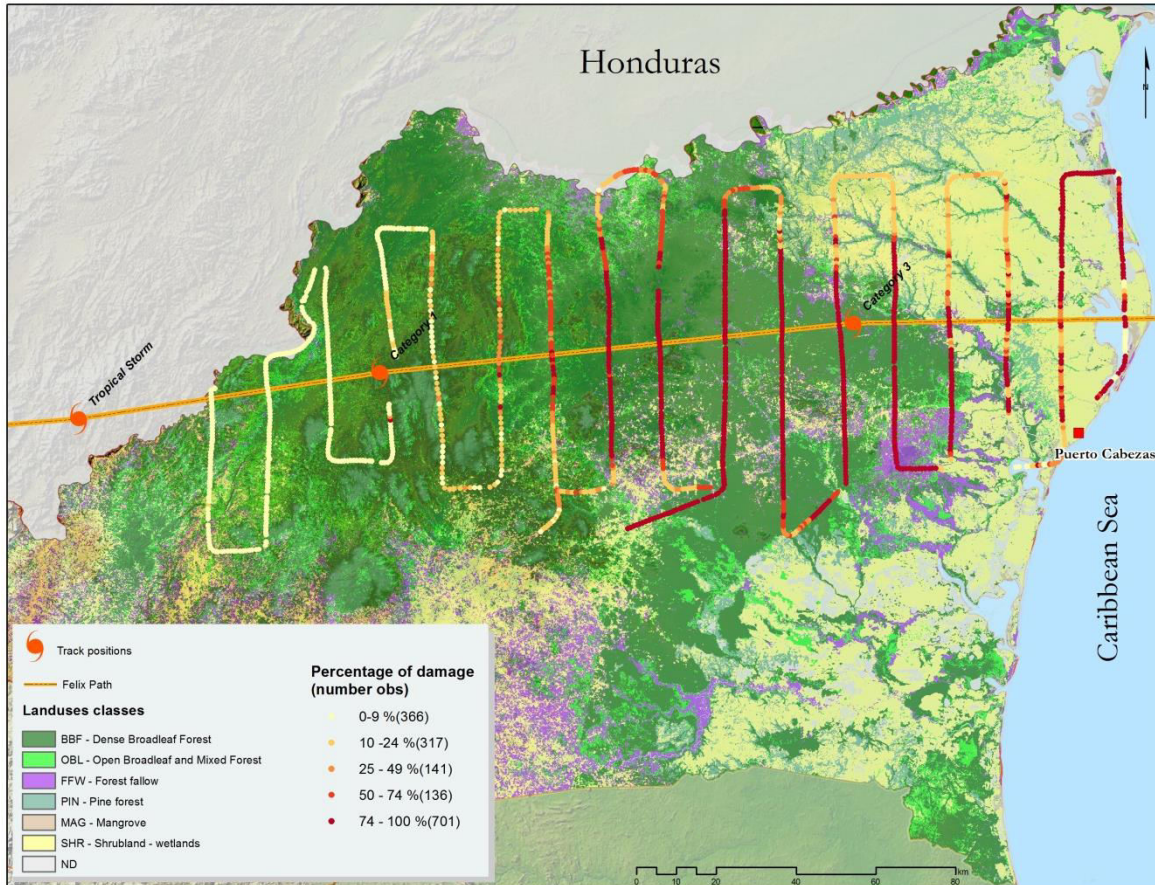 Honduras
N
Category 3
Category 1
Tropical Storm
Puerto Cabezas
Caribbean Sea
Track positions
Felix Path
Landuses classes
BBF - Dense Broadleaf Forest
OBL - Open Broadleaf and Mixed Forest
FFW - Forest fallow
PIN - Pine forest
MAG - Mangrove
SHR - Shrubland - wetlands
ND
Percentage of damage
(number obs)
0-9 %(366)
10 -24 %(317)
25 - 49 %(141)
50 - 74 %(136)
74 - 100 %(701)
0 10 20 40 60 80
km